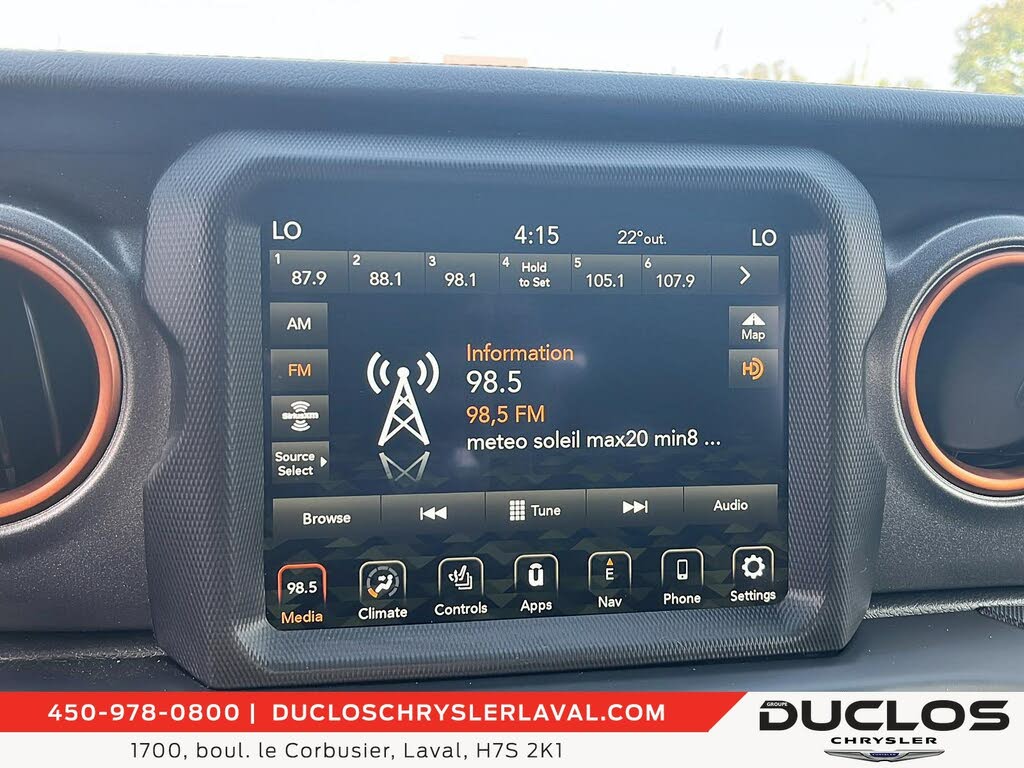 LO 4:15 22°out. LO
1 87.9 2 88.1 3 98.1 4 Hold to Set 5 105.1 6 107.9
AM
Map
FM
HD
Information
98.5
98,5 FM
meteo soleil max20 min8 ...
SiriusXM
Source
Select
Browse Tune Audio
98.5 E
Media Climate Controls Apps Nav Phone Settings
450-978-0800 | DUCLOSCHRYSLERLAVAL.COM
1700, boul. le Corbusier, Laval, H7S 2K1
GROUPE
DUCLOS
CHRYSLER